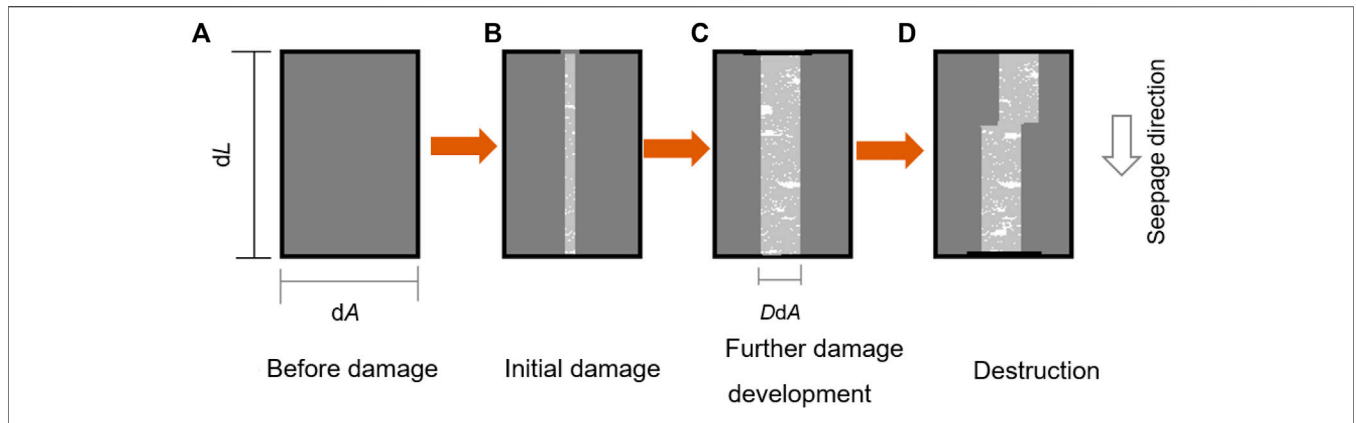 A
B
C
D
dL
dA
DdA
Seepage direction
Before damage
Initial damage
Further damage
development
Destruction